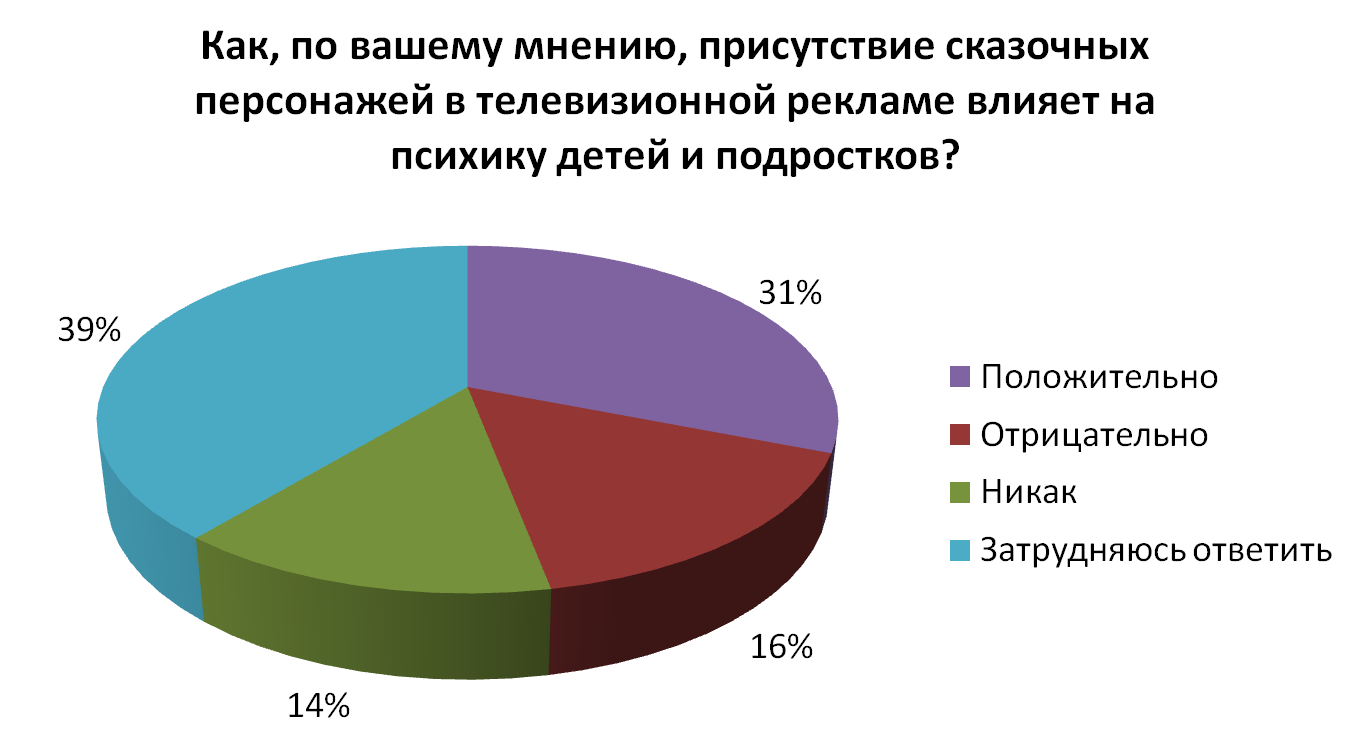 Как, по вашему мнению, присутствие сказочных
персонажей в телевизионной рекламе влияет на
психику детей и подростков?
31%
39%
Положительно
Отрицательно
Никак
Затрудняюсь ответить
16%
14%